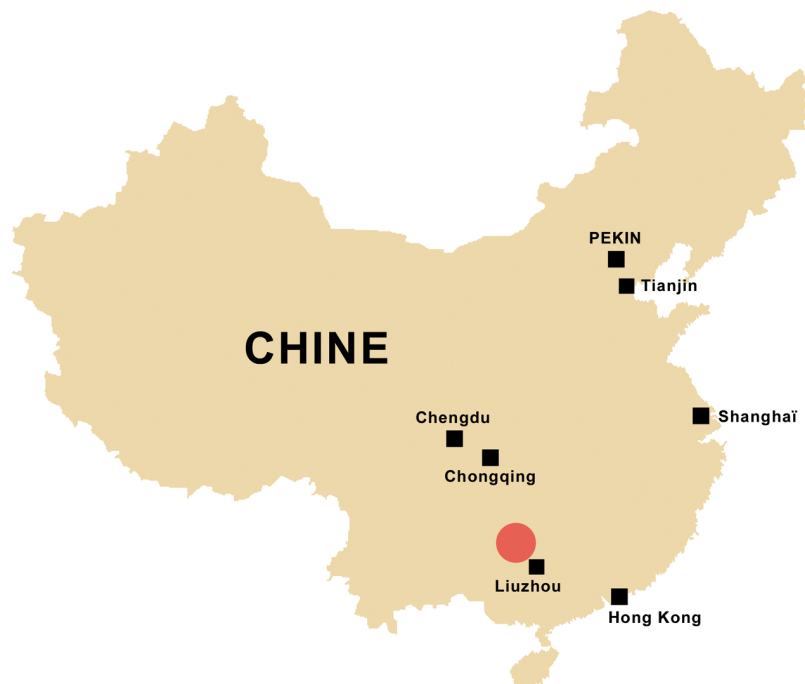 PEKIN
Tianjin
CHINE
Chengdu
Shanghaï
Chongqing
Liuzhou
Hong Kong